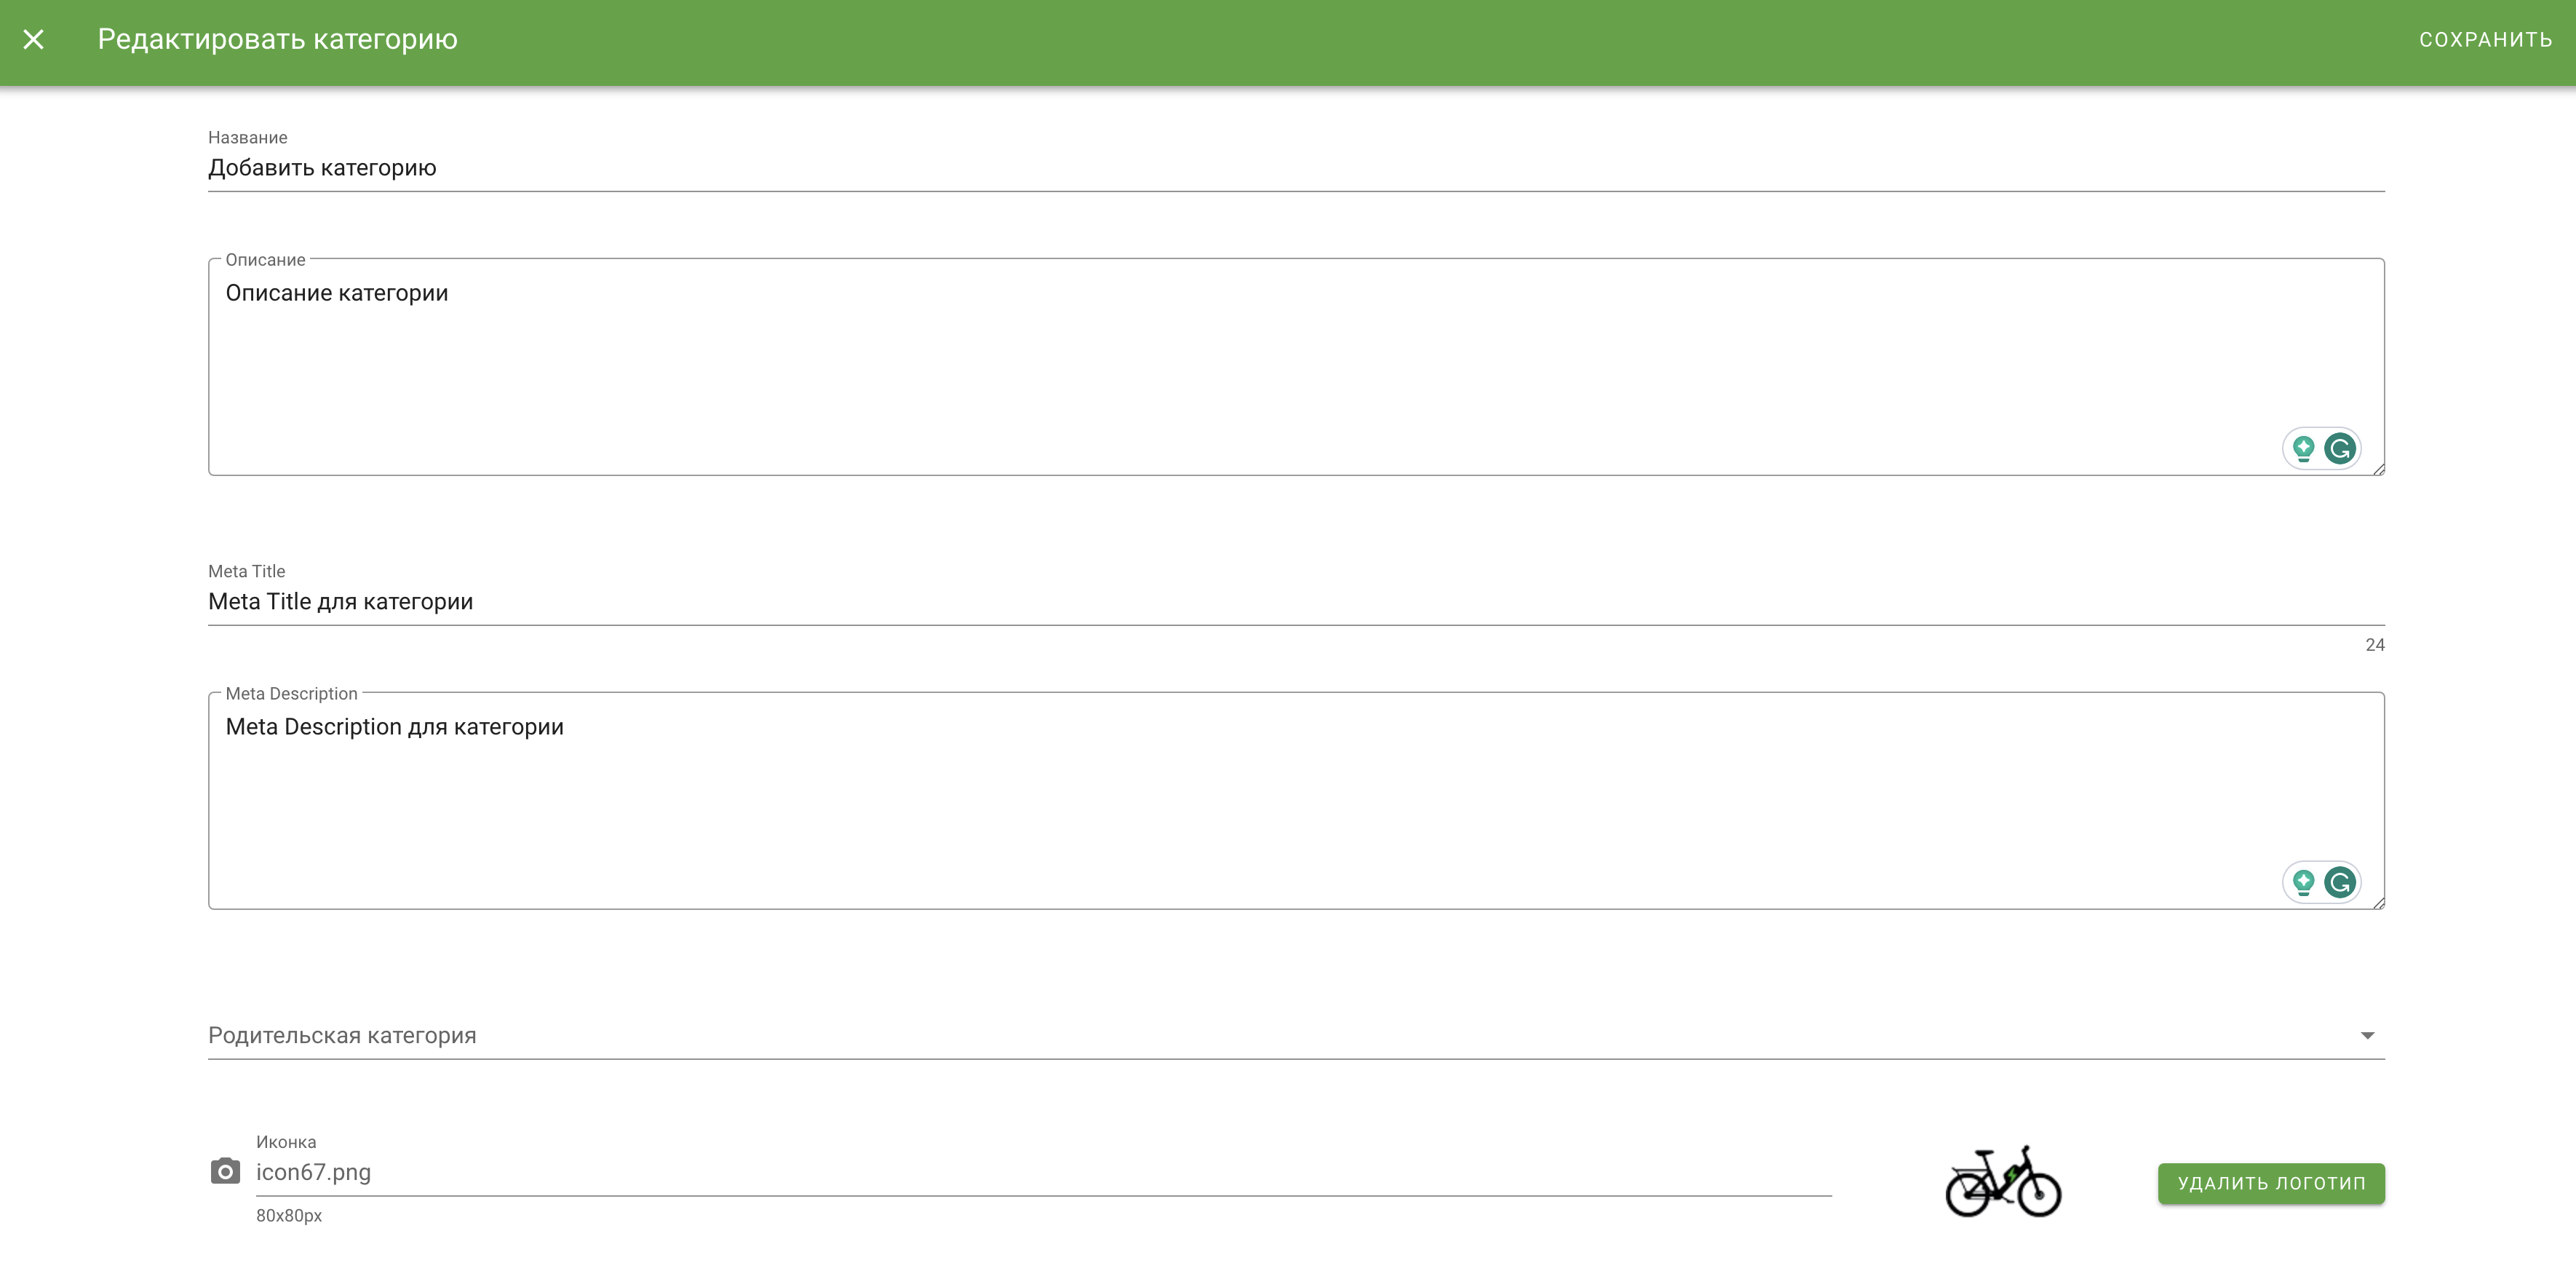 Редактировать категорию
СОХРАНИТЬ
Название
Добавить категорию
Описание
Описание категории
Meta Title
Meta Title для категории
24
Meta Description
Meta Description для категории
Родительская категория
Иконка
icon67.png
80x80px
УДАЛИТЬ ЛОГОТИП